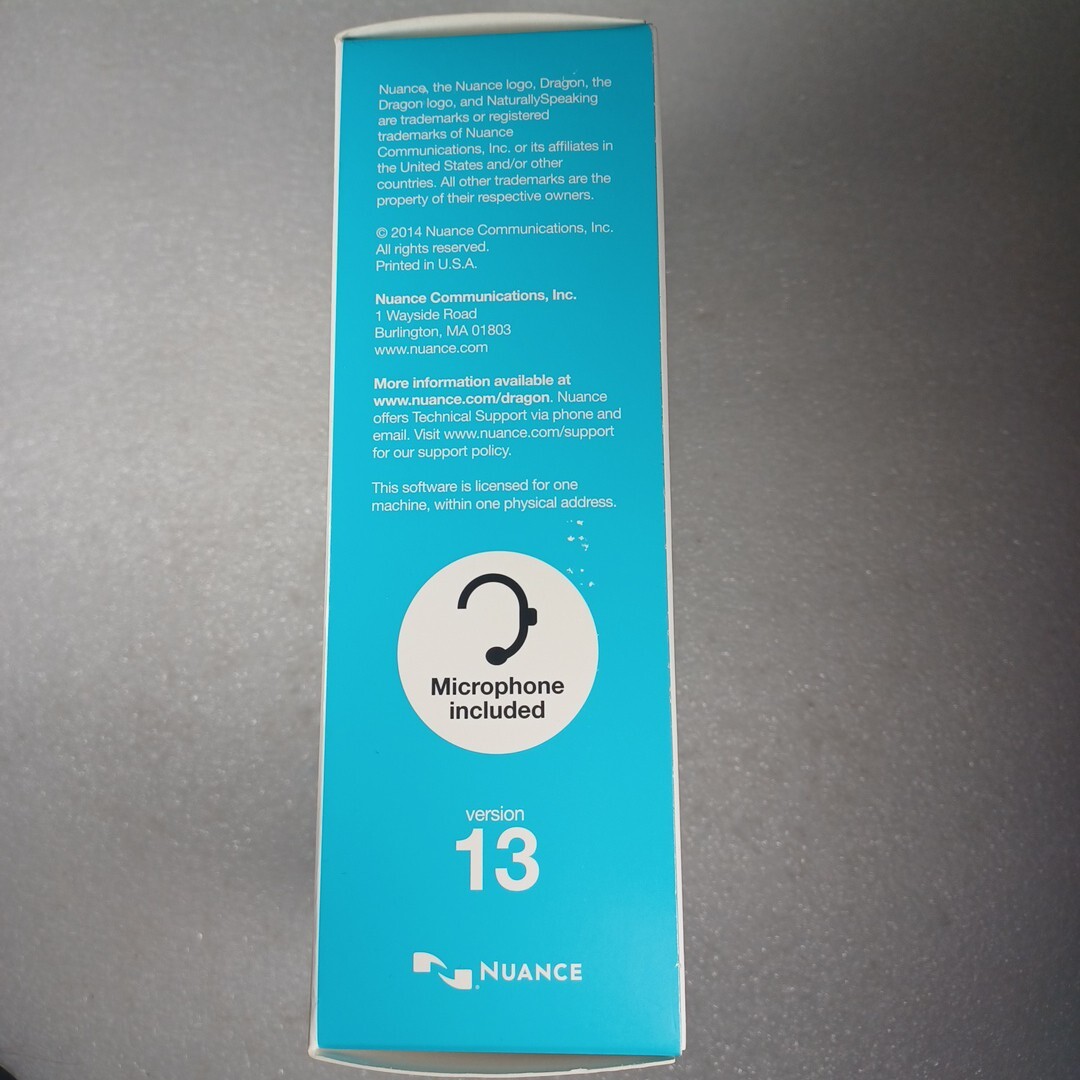 Nuance, the Nuance logo, Dragon, the
Dragon logo, and NaturallySpeaking
are trademarks or registered
trademarks of Nuance
Communications, Inc. or its affiliates in
the United States and/or other
countries. All other trademarks are the
property of their respective owners.
© 2014 Nuance Communications, Inc.
All rights reserved.
Printed in U.S.A.
Nuance Communications, Inc.
1 Wayside Road
Burlington, MA 01803
www.nuance.com
More information available at
www.nuance.com/dragon. Nuance
offers Technical Support via phone and
email. Visit www.nuance.com/support
for our support policy.
This software is licensed for one
machine, within one physical address.
Microphone
included
version
13
NUANCE